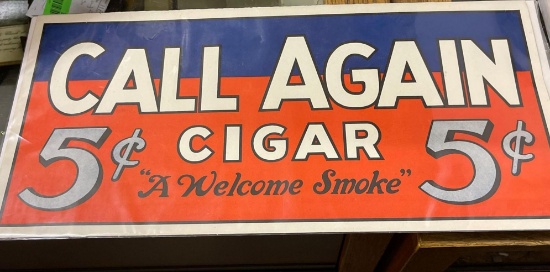 CALL AGAIN
5¢ CIGAR 5¢
"A Welcome Smoke"